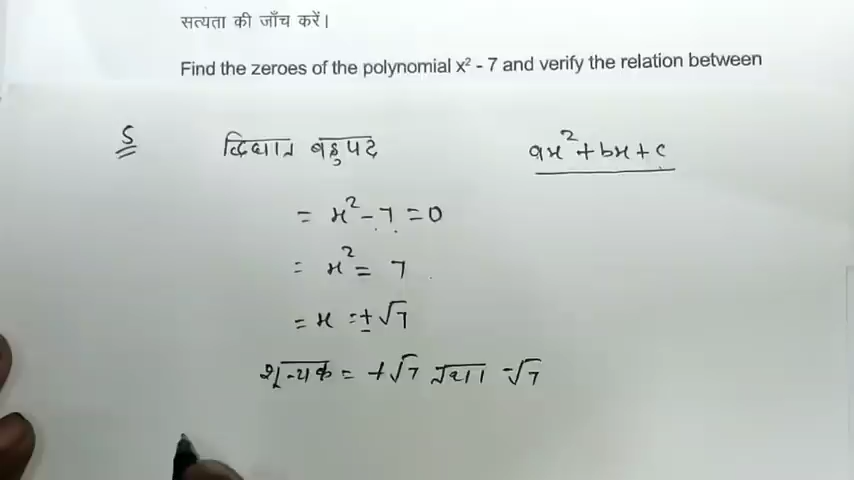 सत्यता की जाँच करें।
Find the zeroes of the polynomial x² - 7 and verify the relation between
S द्विघात बहुपद ax²+bx+c
= x² - 7 = 0
= x² = 7
= x = ±√7
शून्यक = +√7 तथा -√7